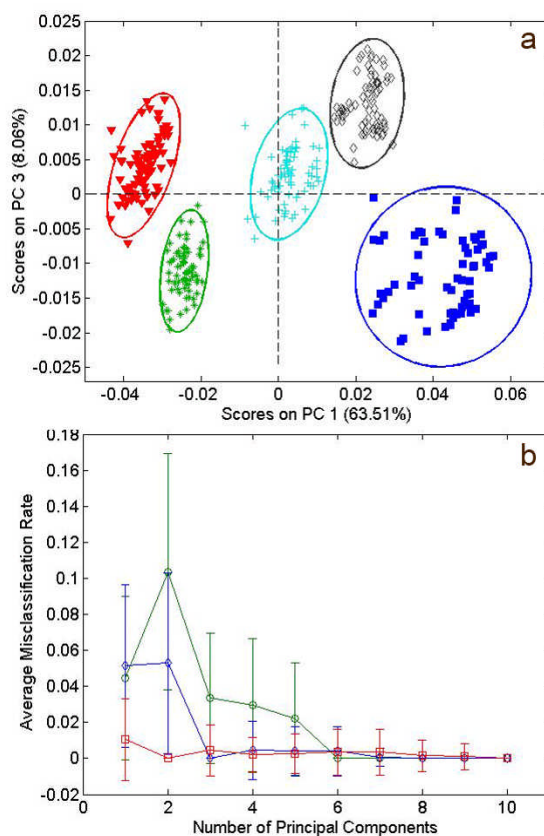 a
0.025
0.02
0.015
0.01
0.005
0
-0.005
-0.01
-0.015
-0.02
-0.025
Scores on PC 3 (8.06%)
-0.04 -0.02 0 0.02 0.04 0.06
Scores on PC 1 (63.51%)
b
0.18
0.16
0.14
0.12
0.1
0.08
0.06
0.04
0.02
0
-0.02
Average Misclassification Rate
0 2 4 6 8 10
Number of Principal Components